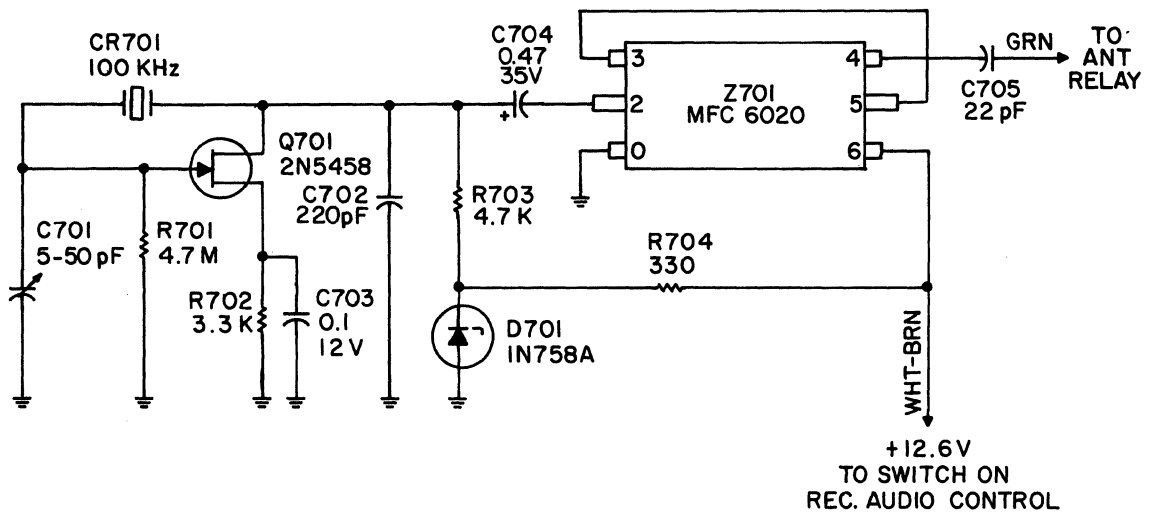 CR701
100 KHz
C704
0.47
35V
+
3
2
0
Z701
MFC 6020
4
5
6
GRN
TO
ANT
RELAY
C705
22 pF
Q701
2N5458
C702
220pF
R703
4.7 K
C701
5-50 pF
R701
4.7 M
R702
3.3 K
C703
0.1
12 V
D701
1N758A
R704
330
WHT-BRN
+12.6V
TO SWITCH ON
REC. AUDIO CONTROL